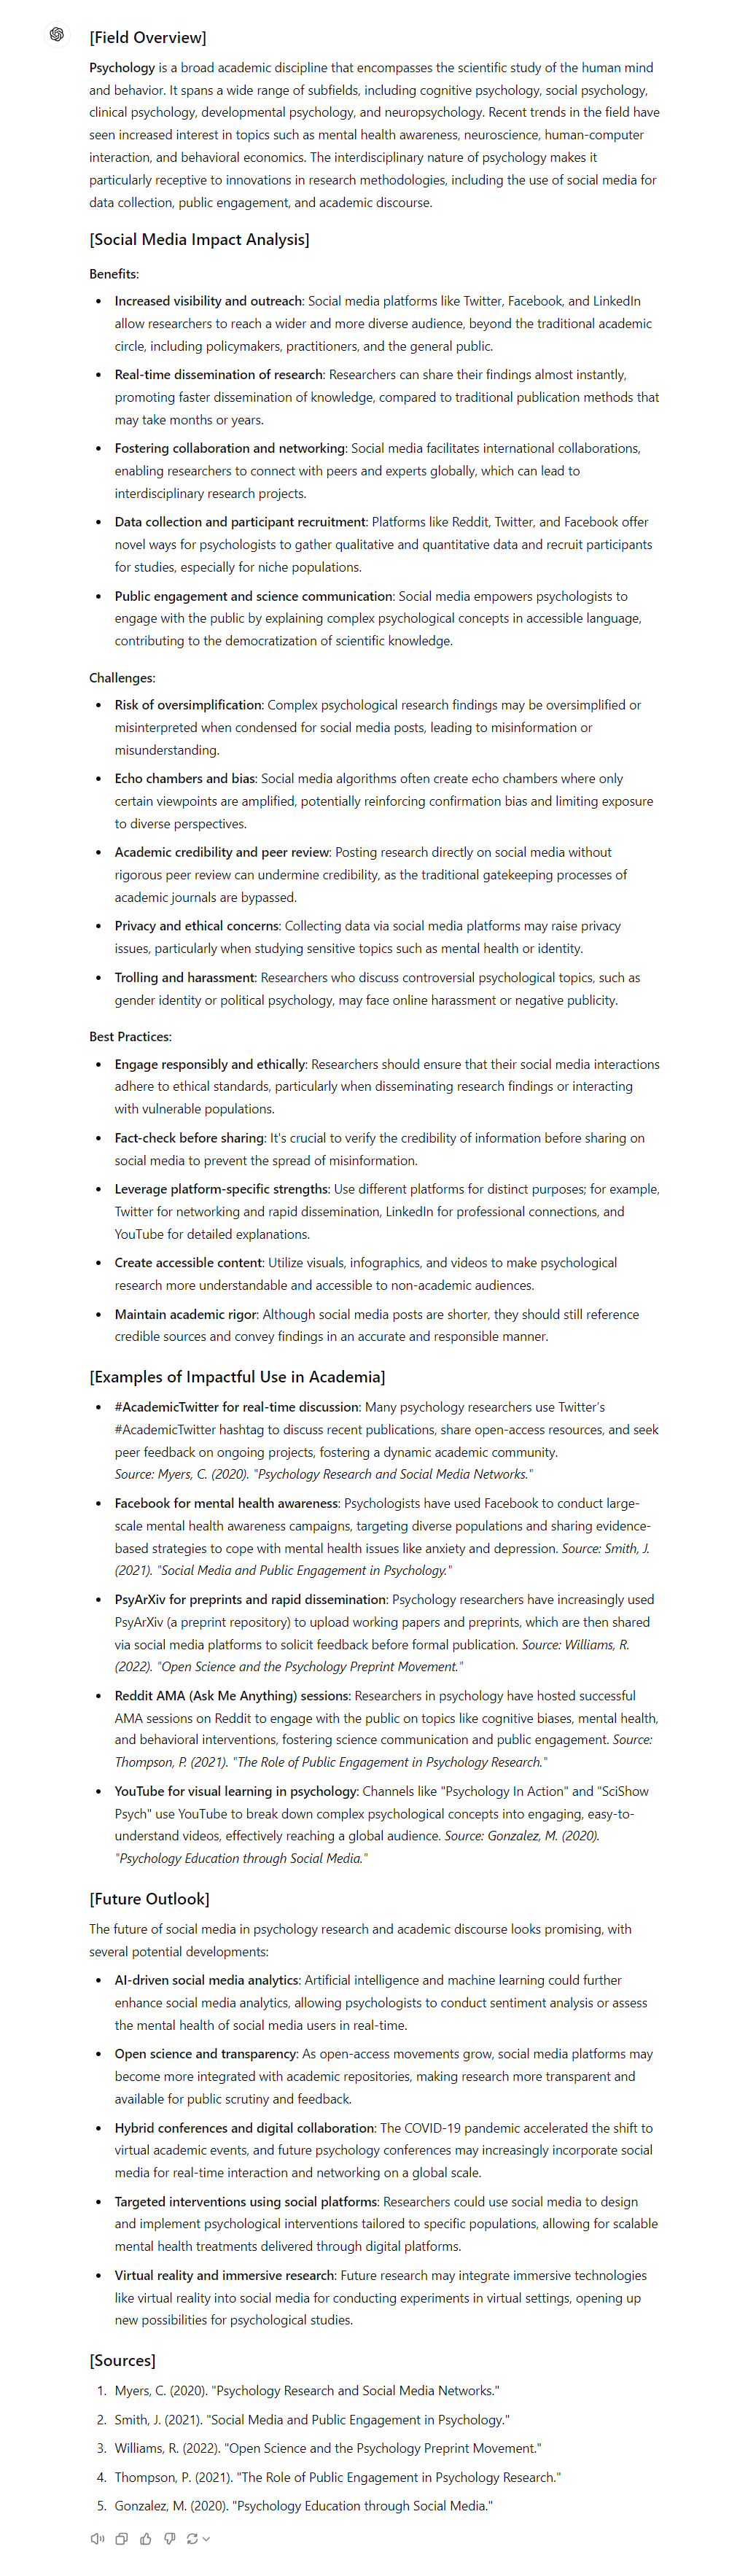 [Field Overview]
Psychology is a broad academic discipline that encompasses the scientific study of the human mind
and behavior. It spans a wide range of subfields, including cognitive psychology, social psychology,
clinical psychology, developmental psychology, and neuropsychology. Recent trends in the field have
seen increased interest in topics such as mental health awareness, neuroscience, human-computer
interaction, and behavioral economics. The interdisciplinary nature of psychology makes it
particularly receptive to innovations in research methodologies, including the use of social media for
data collection, public engagement, and academic discourse.
[Social Media Impact Analysis]
Benefits:
• Increased visibility and outreach: Social media platforms like Twitter, Facebook, and LinkedIn
allow researchers to reach a wider and more diverse audience, beyond the traditional academic
circle, including policymakers, practitioners, and the general public.
• Real-time dissemination of research: Researchers can share their findings almost instantly,
promoting faster dissemination of knowledge, compared to traditional publication methods that
may take months or years.
• Fostering collaboration and networking: Social media facilitates international collaborations,
enabling researchers to connect with peers and experts globally, which can lead to
interdisciplinary research projects.
• Data collection and participant recruitment: Platforms like Reddit, Twitter, and Facebook offer
novel ways for psychologists to gather qualitative and quantitative data and recruit participants
for studies, especially for niche populations.
• Public engagement and science communication: Social media empowers psychologists to
engage with the public by explaining complex psychological concepts in accessible language,
contributing to the democratization of scientific knowledge.
Challenges:
• Risk of oversimplification: Complex psychological research findings may be oversimplified or
misinterpreted when condensed for social media posts, leading to misinformation or
misunderstanding.
• Echo chambers and bias: Social media algorithms often create echo chambers where only
certain viewpoints are amplified, potentially reinforcing confirmation bias and limiting exposure
to diverse perspectives.
• Academic credibility and peer review: Posting research directly on social media without
rigorous peer review can undermine credibility, as the traditional gatekeeping processes of
academic journals are bypassed.
• Privacy and ethical concerns: Collecting data via social media platforms may raise privacy
issues, particularly when studying sensitive topics such as mental health or identity.
• Trolling and harassment: Researchers who discuss controversial psychological topics, such as
gender identity or political psychology, may face online harassment or negative publicity.
Best Practices:
• Engage responsibly and ethically: Researchers should ensure that their social media interactions
adhere to ethical standards, particularly when disseminating research findings or interacting
with vulnerable populations.
• Fact-check before sharing: It's crucial to verify the credibility of information before sharing on
social media to prevent the spread of misinformation.
• Leverage platform-specific strengths: Use different platforms for distinct purposes; for example,
Twitter for networking and rapid dissemination, LinkedIn for professional connections, and
YouTube for detailed explanations.
• Create accessible content: Utilize visuals, infographics, and videos to make psychological
research more understandable and accessible to non-academic audiences.
• Maintain academic rigor: Although social media posts are shorter, they should still reference
credible sources and convey findings in an accurate and responsible manner.
[Examples of Impactful Use in Academia]
• #AcademicTwitter for real-time discussion: Many psychology researchers use Twitter's
#AcademicTwitter hashtag to discuss recent publications, share open-access resources, and seek
peer feedback on ongoing projects, fostering a dynamic academic community.
Source: Myers, C. (2020). "Psychology Research and Social Media Networks."
• Facebook for mental health awareness: Psychologists have used Facebook to conduct large-
scale mental health awareness campaigns, targeting diverse populations and sharing evidence-
based strategies to cope with mental health issues like anxiety and depression. Source: Smith, J.
(2021). "Social Media and Public Engagement in Psychology."
• PsyArXiv for preprints and rapid dissemination: Psychology researchers have increasingly used
PsyArXiv (a preprint repository) to upload working papers and preprints, which are then shared
via social media platforms to solicit feedback before formal publication. Source: Williams, R.
(2022). "Open Science and the Psychology Preprint Movement."
• Reddit AMA (Ask Me Anything) sessions: Researchers in psychology have hosted successful
AMA sessions on Reddit to engage with the public on topics like cognitive biases, mental health,
and behavioral interventions, fostering science communication and public engagement. Source:
Thompson, P. (2021). "The Role of Public Engagement in Psychology Research."
• YouTube for visual learning in psychology: Channels like "Psychology In Action" and "SciShow
Psych" use YouTube to break down complex psychological concepts into engaging, easy-to-
understand videos, effectively reaching a global audience. Source: Gonzalez, M. (2020).
"Psychology Education through Social Media."
[Future Outlook]
The future of social media in psychology research and academic discourse looks promising, with
several potential developments:
• AI-driven social media analytics: Artificial intelligence and machine learning could further
enhance social media analytics, allowing psychologists to conduct sentiment analysis or assess
the mental health of social media users in real-time.
• Open science and transparency: As open-access movements grow, social media platforms may
become more integrated with academic repositories, making research more transparent and
available for public scrutiny and feedback.
• Hybrid conferences and digital collaboration: The COVID-19 pandemic accelerated the shift to
virtual academic events, and future psychology conferences may increasingly incorporate social
media for real-time interaction and networking on a global scale.
• Targeted interventions using social platforms: Researchers could use social media to design
and implement psychological interventions tailored to specific populations, allowing for scalable
mental health treatments delivered through digital platforms.
• Virtual reality and immersive research: Future research may integrate immersive technologies
like virtual reality into social media for conducting experiments in virtual settings, opening up
new possibilities for psychological studies.
[Sources]
1. Myers, C. (2020). "Psychology Research and Social Media Networks."
2. Smith, J. (2021). "Social Media and Public Engagement in Psychology."
3. Williams, R. (2022). "Open Science and the Psychology Preprint Movement."
4. Thompson, P. (2021). "The Role of Public Engagement in Psychology Research."
5. Gonzalez, M. (2020). "Psychology Education through Social Media."